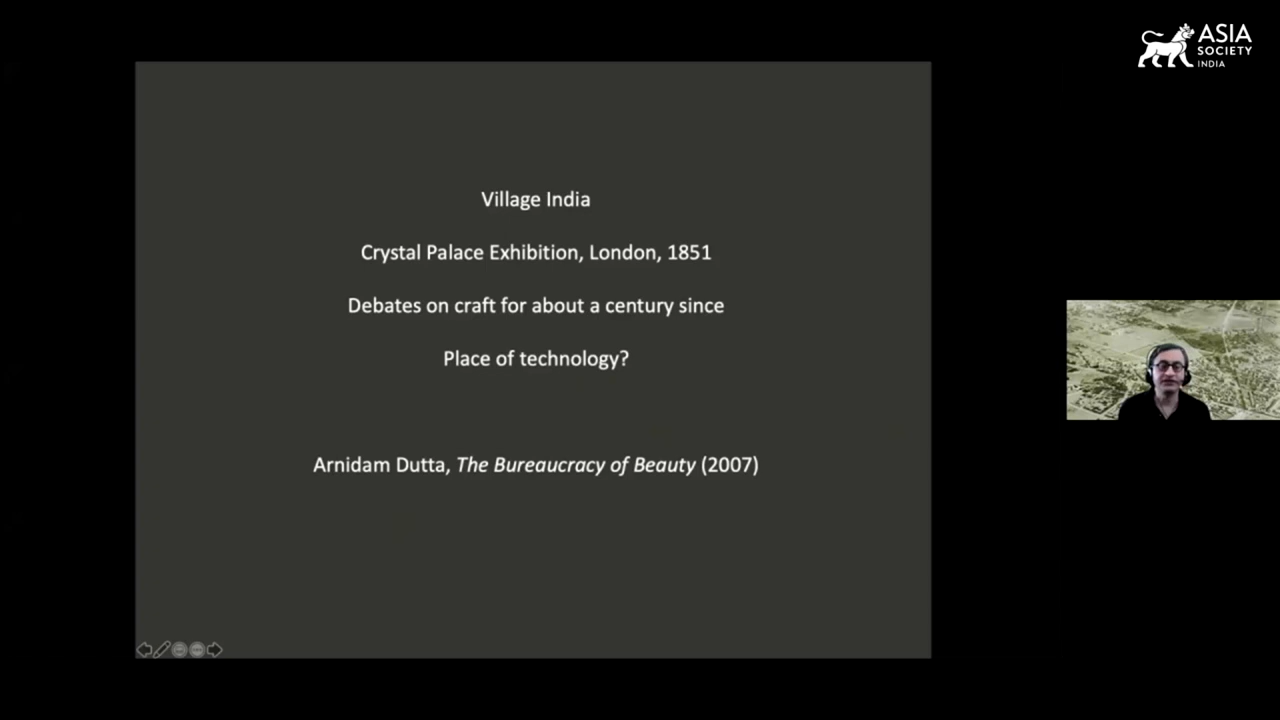 ASIA
SOCIETY
INDIA
Village India
Crystal Palace Exhibition, London, 1851
Debates on craft for about a century since
Place of technology?
Arnidam Dutta, The Bureaucracy of Beauty (2007)